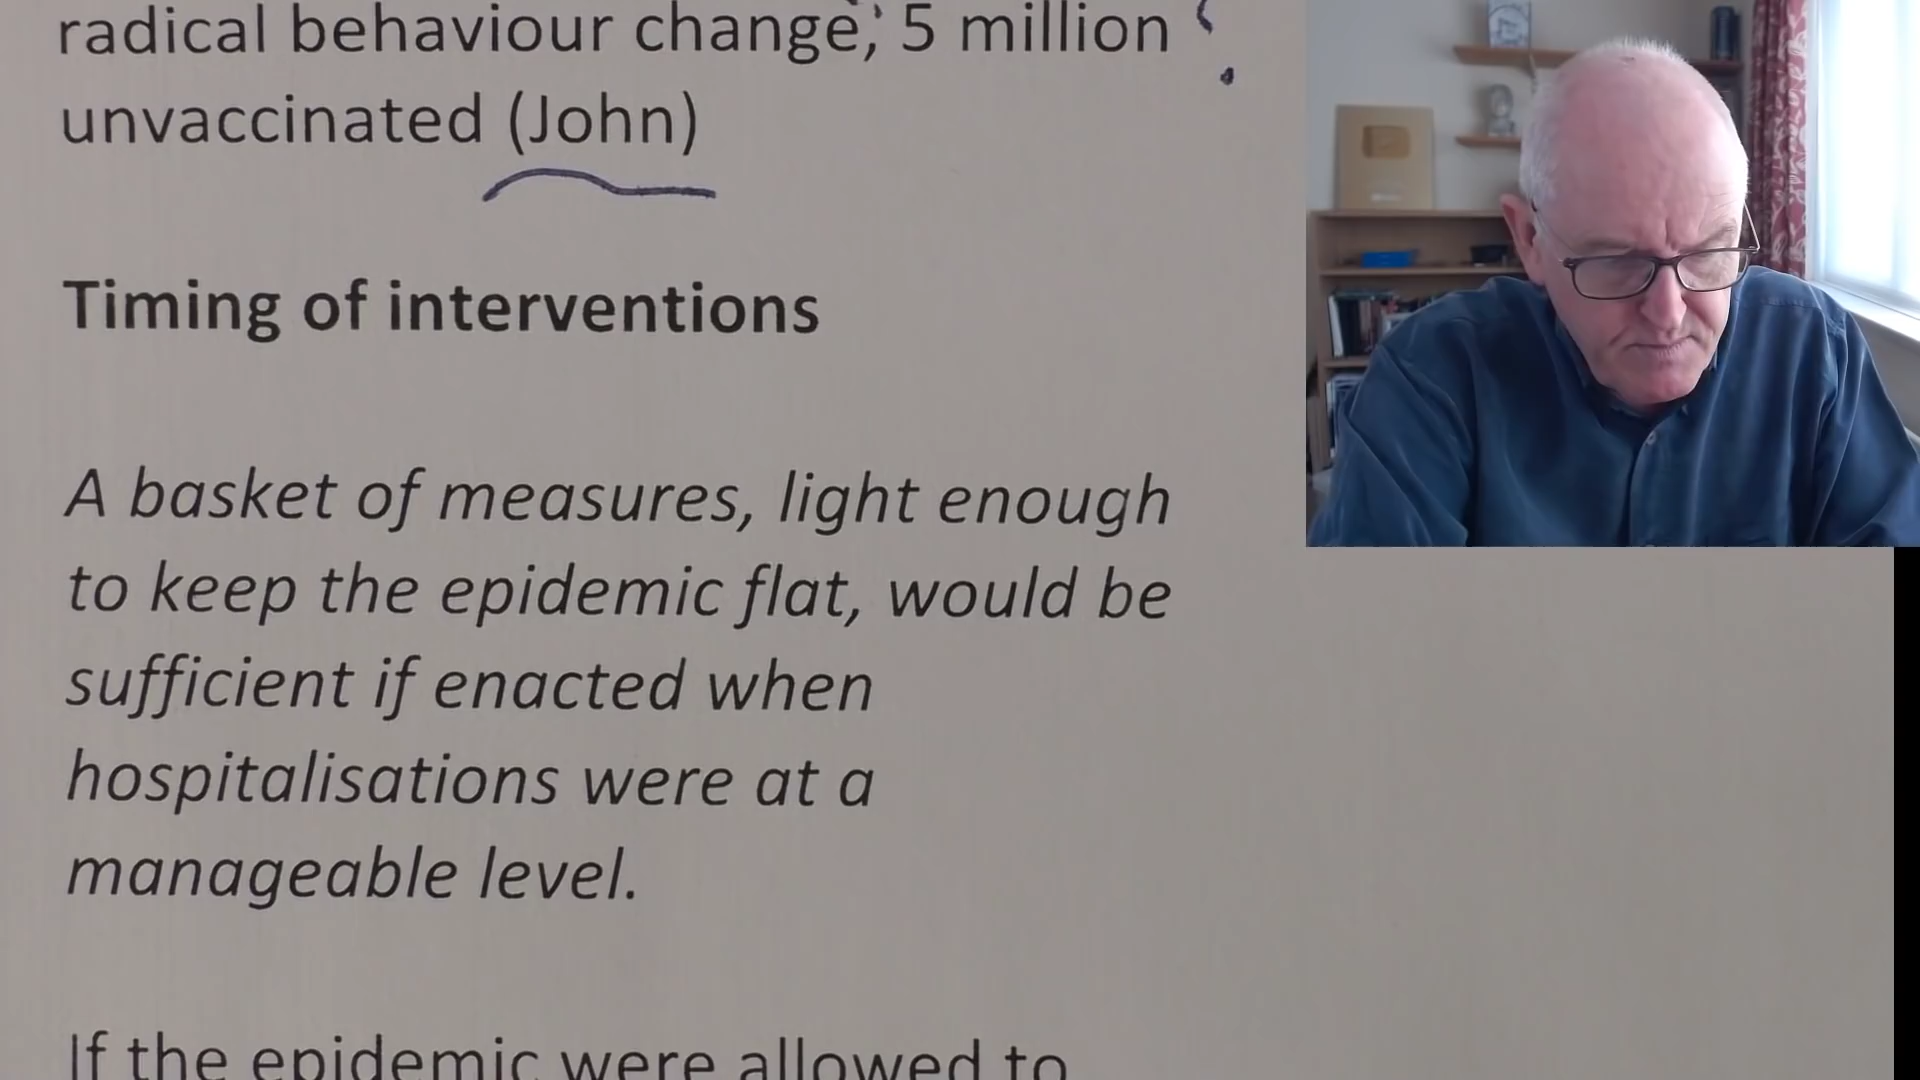 radical behaviour change, 5 million
unvaccinated (John)
Timing of interventions
A basket of measures, light enough
to keep the epidemic flat, would be
sufficient if enacted when
hospitalisations were at a
manageable level.
If the epidemic were allowed to